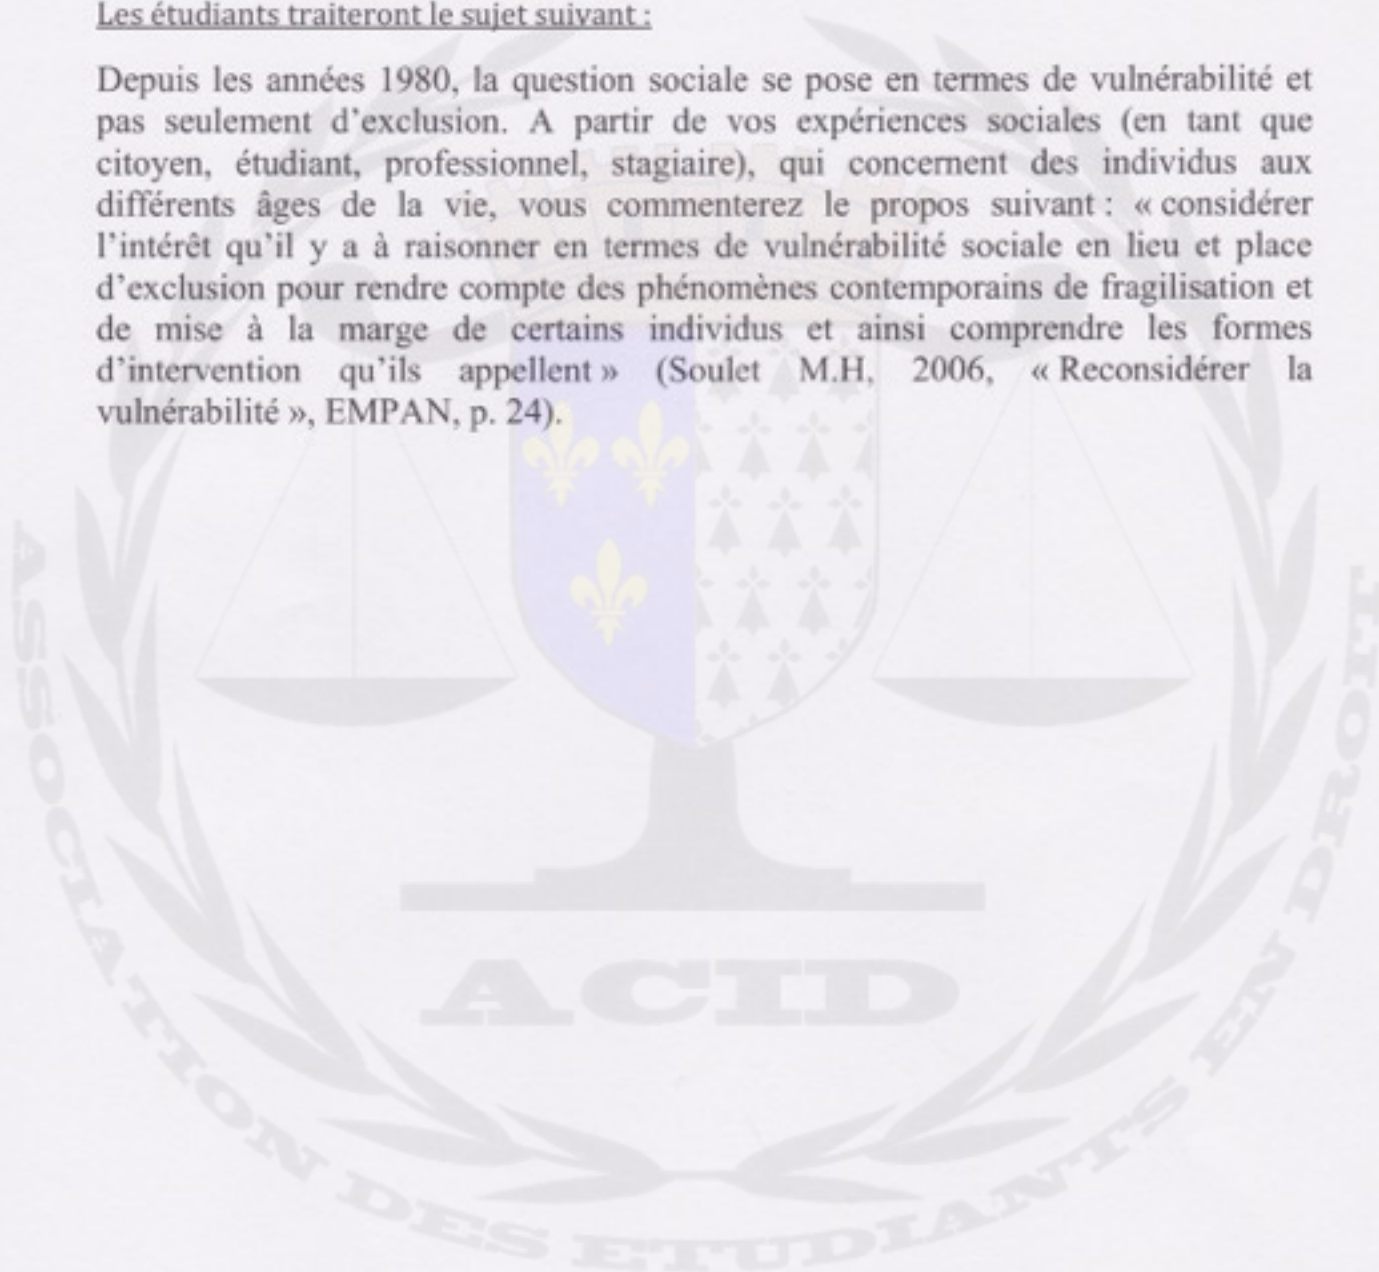 Les étudiants traiteront le sujet suivant :
Depuis les années 1980, la question sociale se pose en termes de vulnérabilité et
pas seulement d'exclusion. A partir de vos expériences sociales (en tant que
citoyen, étudiant, professionnel, stagiaire), qui concernent des individus aux
différents âges de la vie, vous commenterez le propos suivant : « considérer
l'intérêt qu'il y a à raisonner en termes de vulnérabilité sociale en lieu et place
d'exclusion pour rendre compte des phénomènes contemporains de fragilisation et
de mise à la marge de certains individus et ainsi comprendre les formes
d'intervention qu'ils appellent » (Soulet M.H, 2006, « Reconsidérer la
vulnérabilité », EMPAN, p. 24).
ACID
ASSOCIATION DES ETUDIANTS EN DROIT